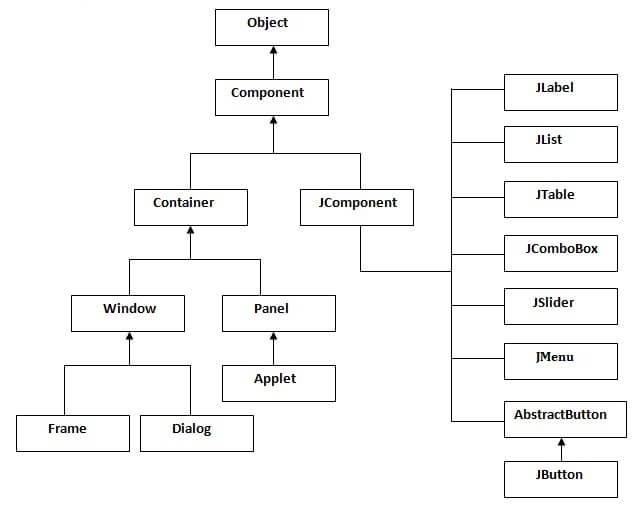 Object
Component
Container
JComponent
Window
Panel
Applet
Frame
Dialog
JLabel
JList
JTable
JComboBox
JSlider
JMenu
AbstractButton
JButton